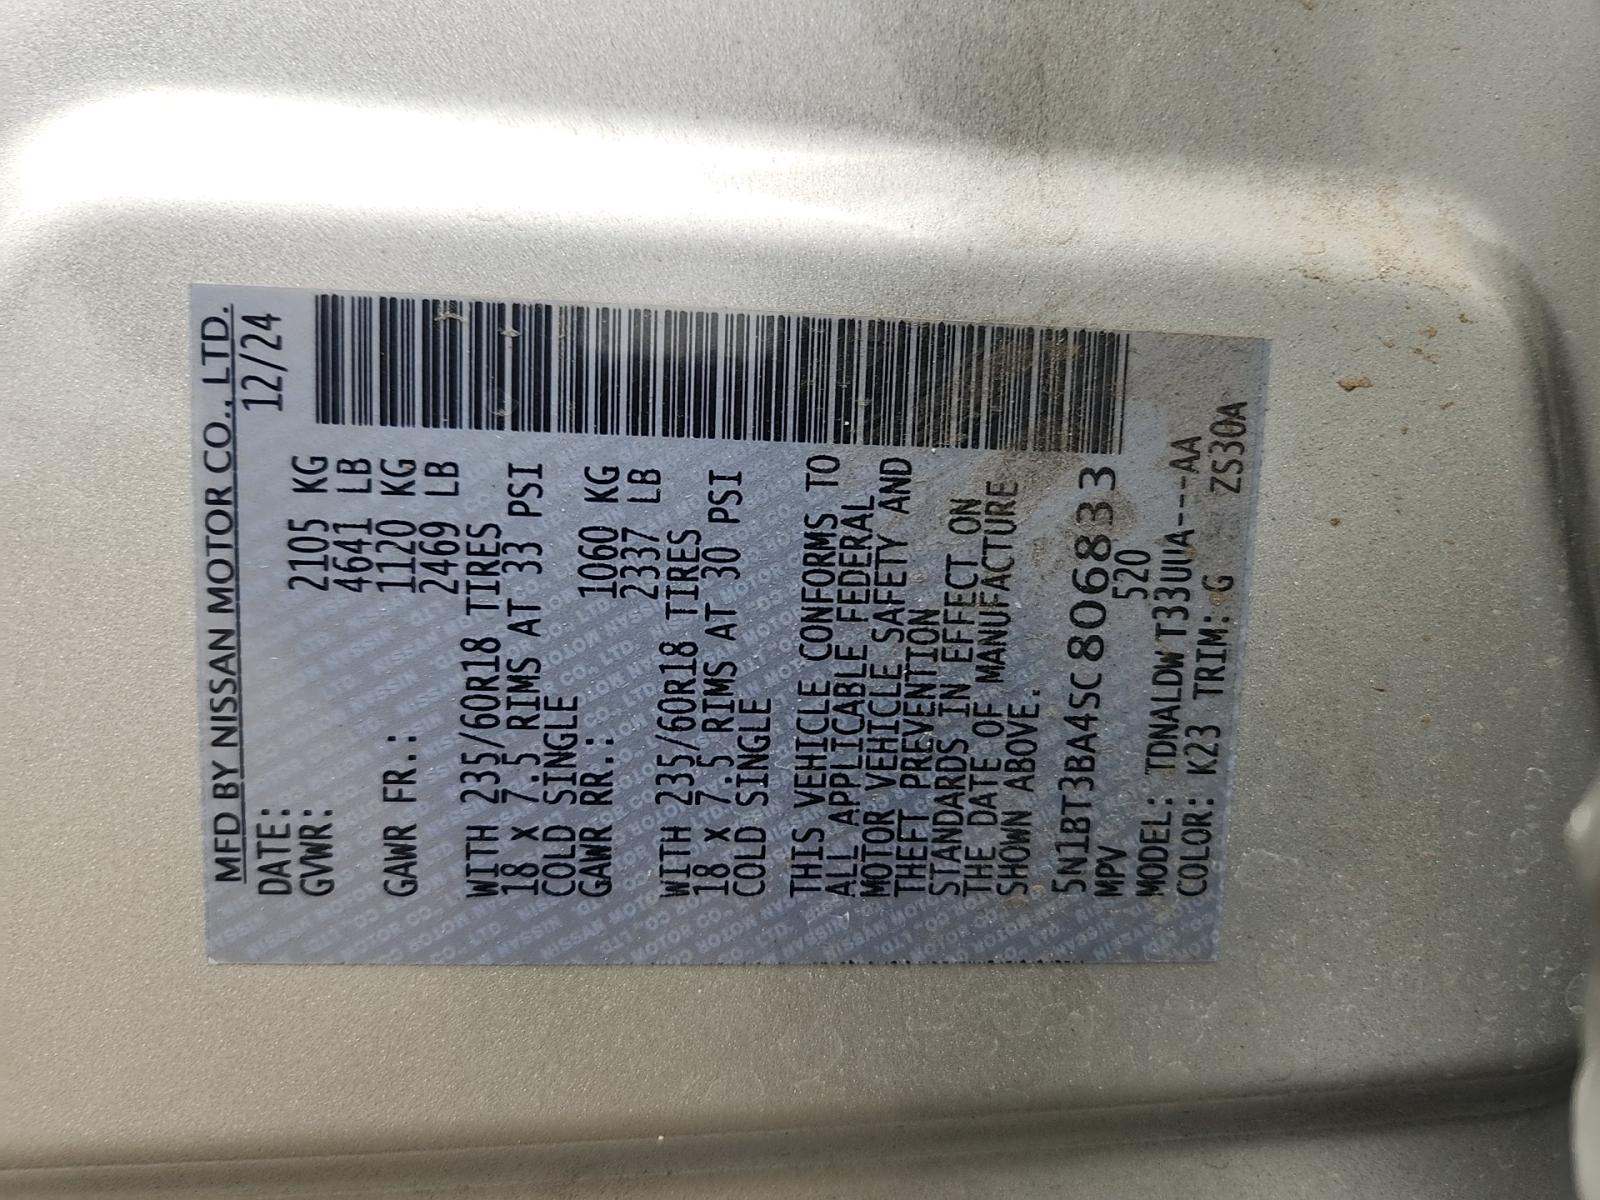 MFD BY NISSAN MOTOR CO., LTD.
DATE: 12/24
GVWR: 2105 KG
4641 LB
GAWR FR.: 1120 KG
2469 LB
WITH 235/60R18 TIRES
18 X 7.5 RIMS AT 33 PSI
COLD SINGLE
GAWR RR.: 1060 KG
2337 LB
WITH 235/60R18 TIRES
18 X 7.5 RIMS AT 30 PSI
COLD SINGLE
THIS VEHICLE CONFORMS TO
ALL APPLICABLE FEDERAL
MOTOR VEHICLE SAFETY AND
THEFT PREVENTION
STANDARDS IN EFFECT ON
THE DATE OF MANUFACTURE
SHOWN ABOVE.
5N1BT3BA4SC806833
MPV 520
MODEL: TDNALDWT33UIA---AA
COLOR: K23 TRIM: G ZS30A